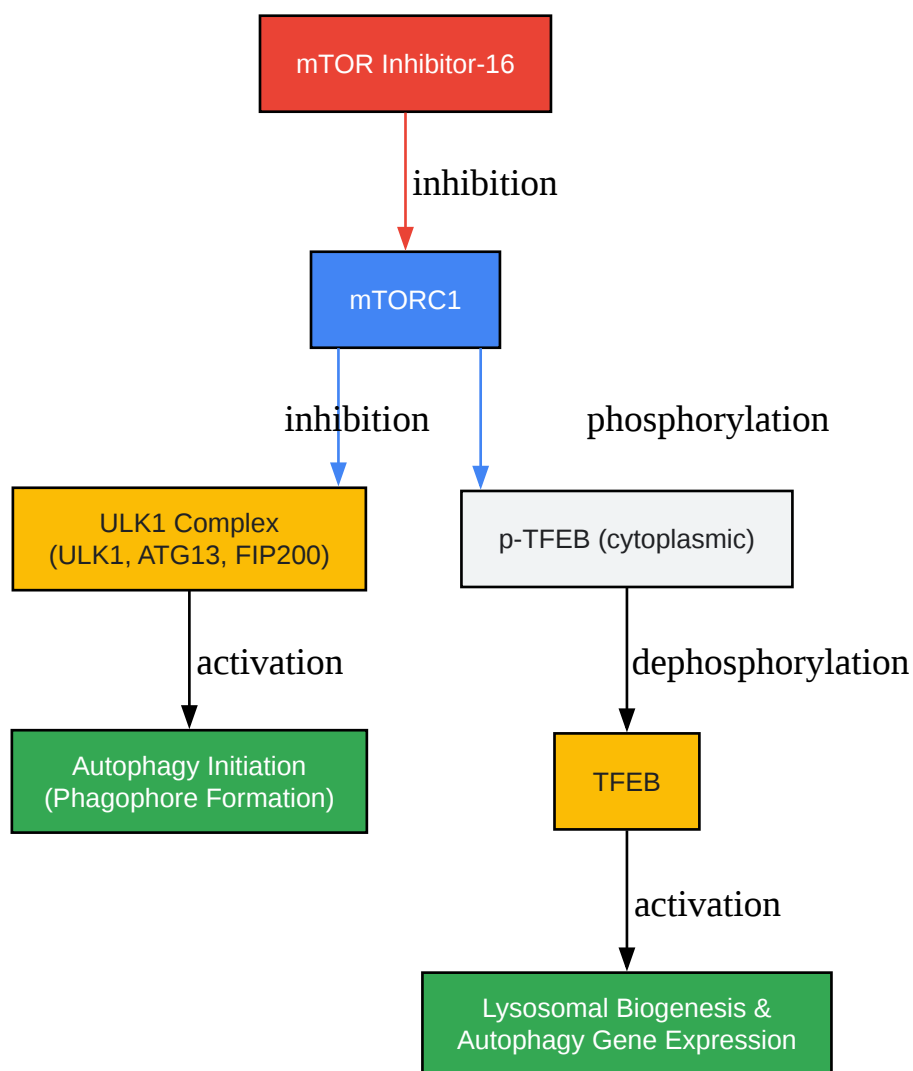 mTOR Inhibitor-16
inhibition
mTORC1
inhibition
phosphorylation
ULK1 Complex
(ULK1, ATG13, FIP200)
p-TFEB (cytoplasmic)
activation
dephosphorylation
Autophagy Initiation
(Phagophore Formation)
TFEB
activation
Lysosomal Biogenesis &
Autophagy Gene Expression